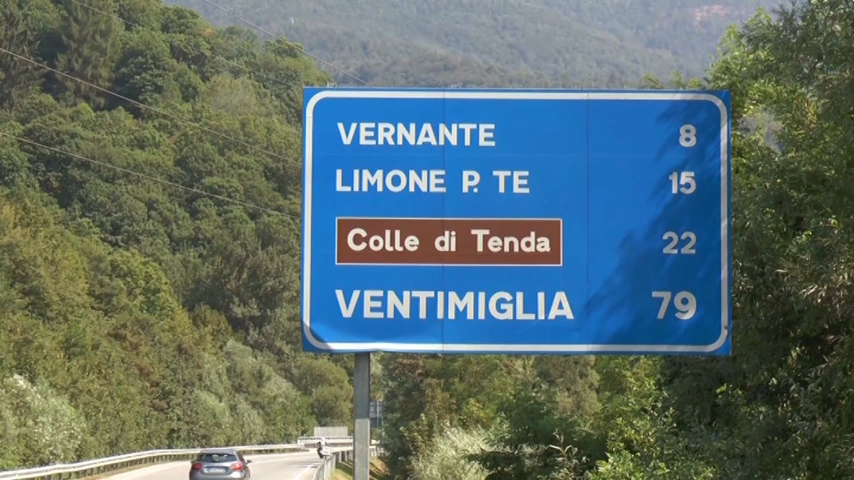 VERNANTE 8
LIMONE P. TE 15
Colle di Tenda 22
VENTIMIGLIA 79